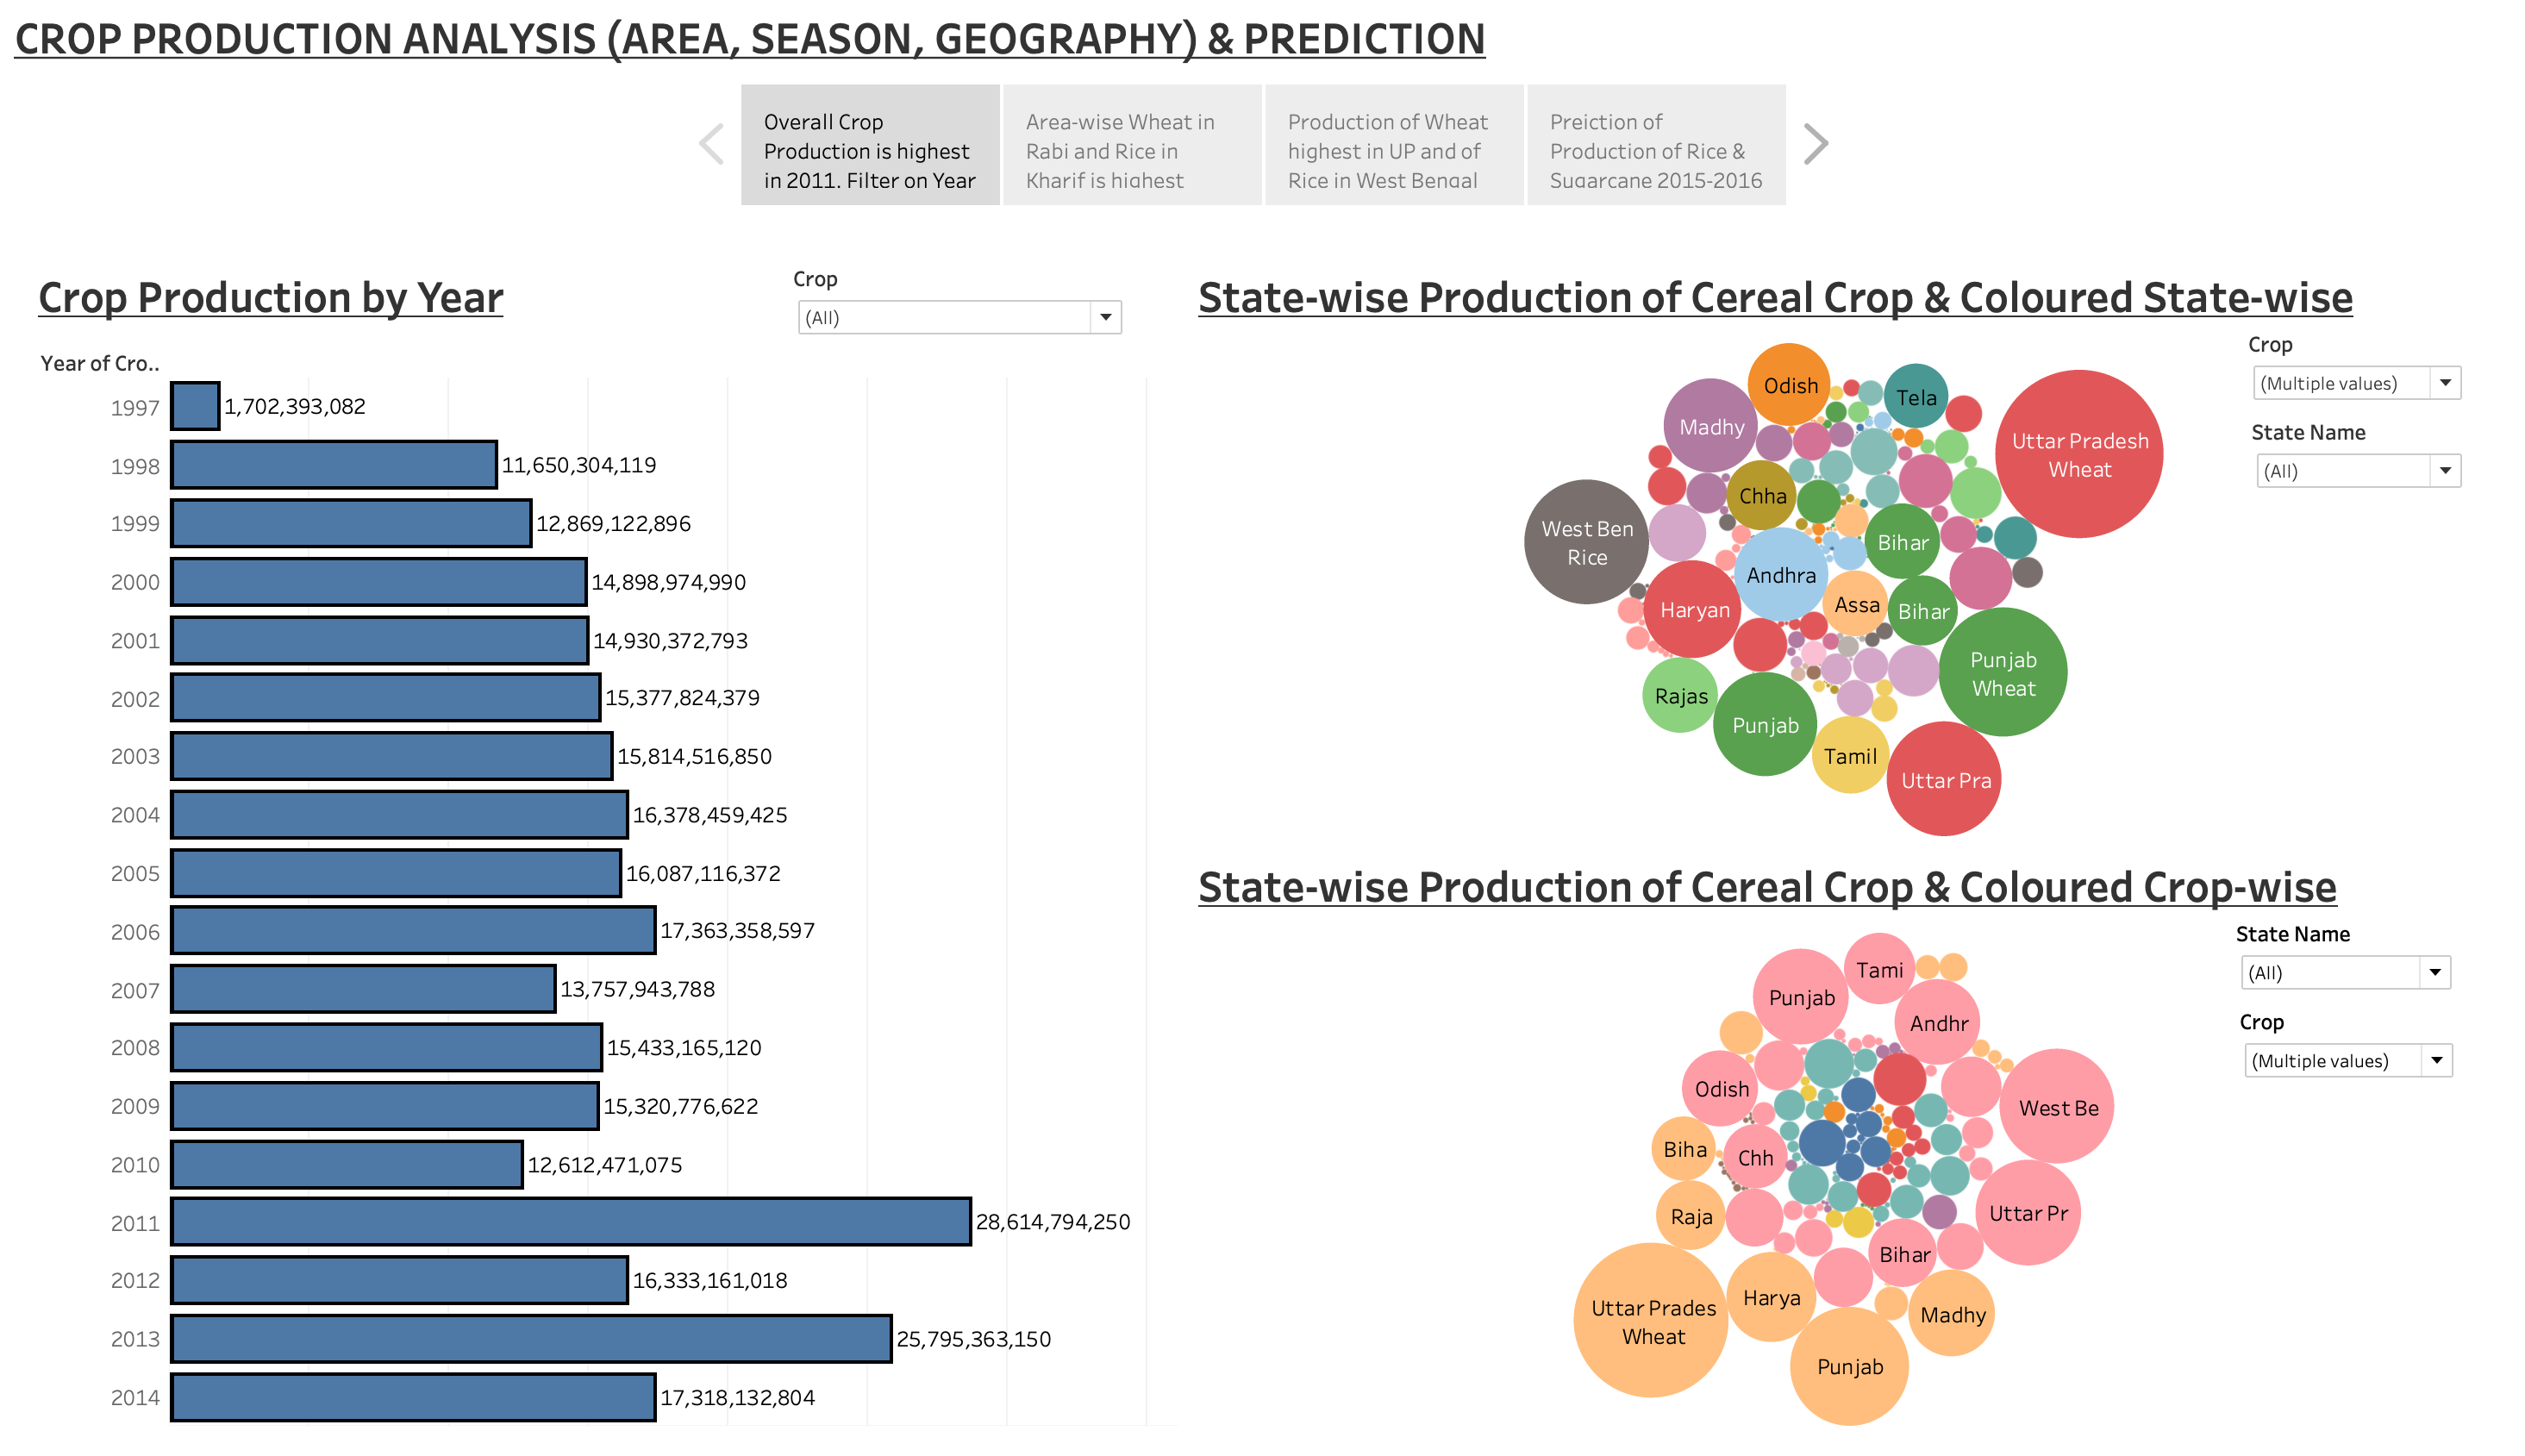 CROP PRODUCTION ANALYSIS (AREA, SEASON, GEOGRAPHY) & PREDICTION
Overall Crop
Production is highest
in 2011. Filter on Year
Area-wise Wheat in
Rabi and Rice in
Kharif is highest
Production of Wheat
highest in UP and of
Rice in West Bengal
Preiction of
Production of Rice &
Sugarcane 2015-2016
Crop Production by Year
Crop
(All)
Year of Cro..
1997 1,702,393,082
1998 11,650,304,119
1999 12,869,122,896
2000 14,898,974,990
2001 14,930,372,793
2002 15,377,824,379
2003 15,814,516,850
2004 16,378,459,425
2005 16,087,116,372
2006 17,363,358,597
2007 13,757,943,788
2008 15,433,165,120
2009 15,320,776,622
2010 12,612,471,075
2011 28,614,794,250
2012 16,333,161,018
2013 25,795,363,150
2014 17,318,132,804
State-wise Production of Cereal Crop & Coloured State-wise
Crop
(Multiple values)
State Name
(All)
Odish
Tela
Madhy
Uttar Pradesh
Wheat
Chha
West Ben
Rice
Bihar
Andhra
Assa
Haryan
Bihar
Punjab
Wheat
Rajas
Punjab
Tamil
Uttar Pra
State-wise Production of Cereal Crop & Coloured Crop-wise
State Name
(All)
Crop
(Multiple values)
Tami
Punjab
Andhr
Odish
West Be
Biha
Chh
Raja
Uttar Pr
Bihar
Harya
Uttar Prades
Wheat
Madhy
Punjab